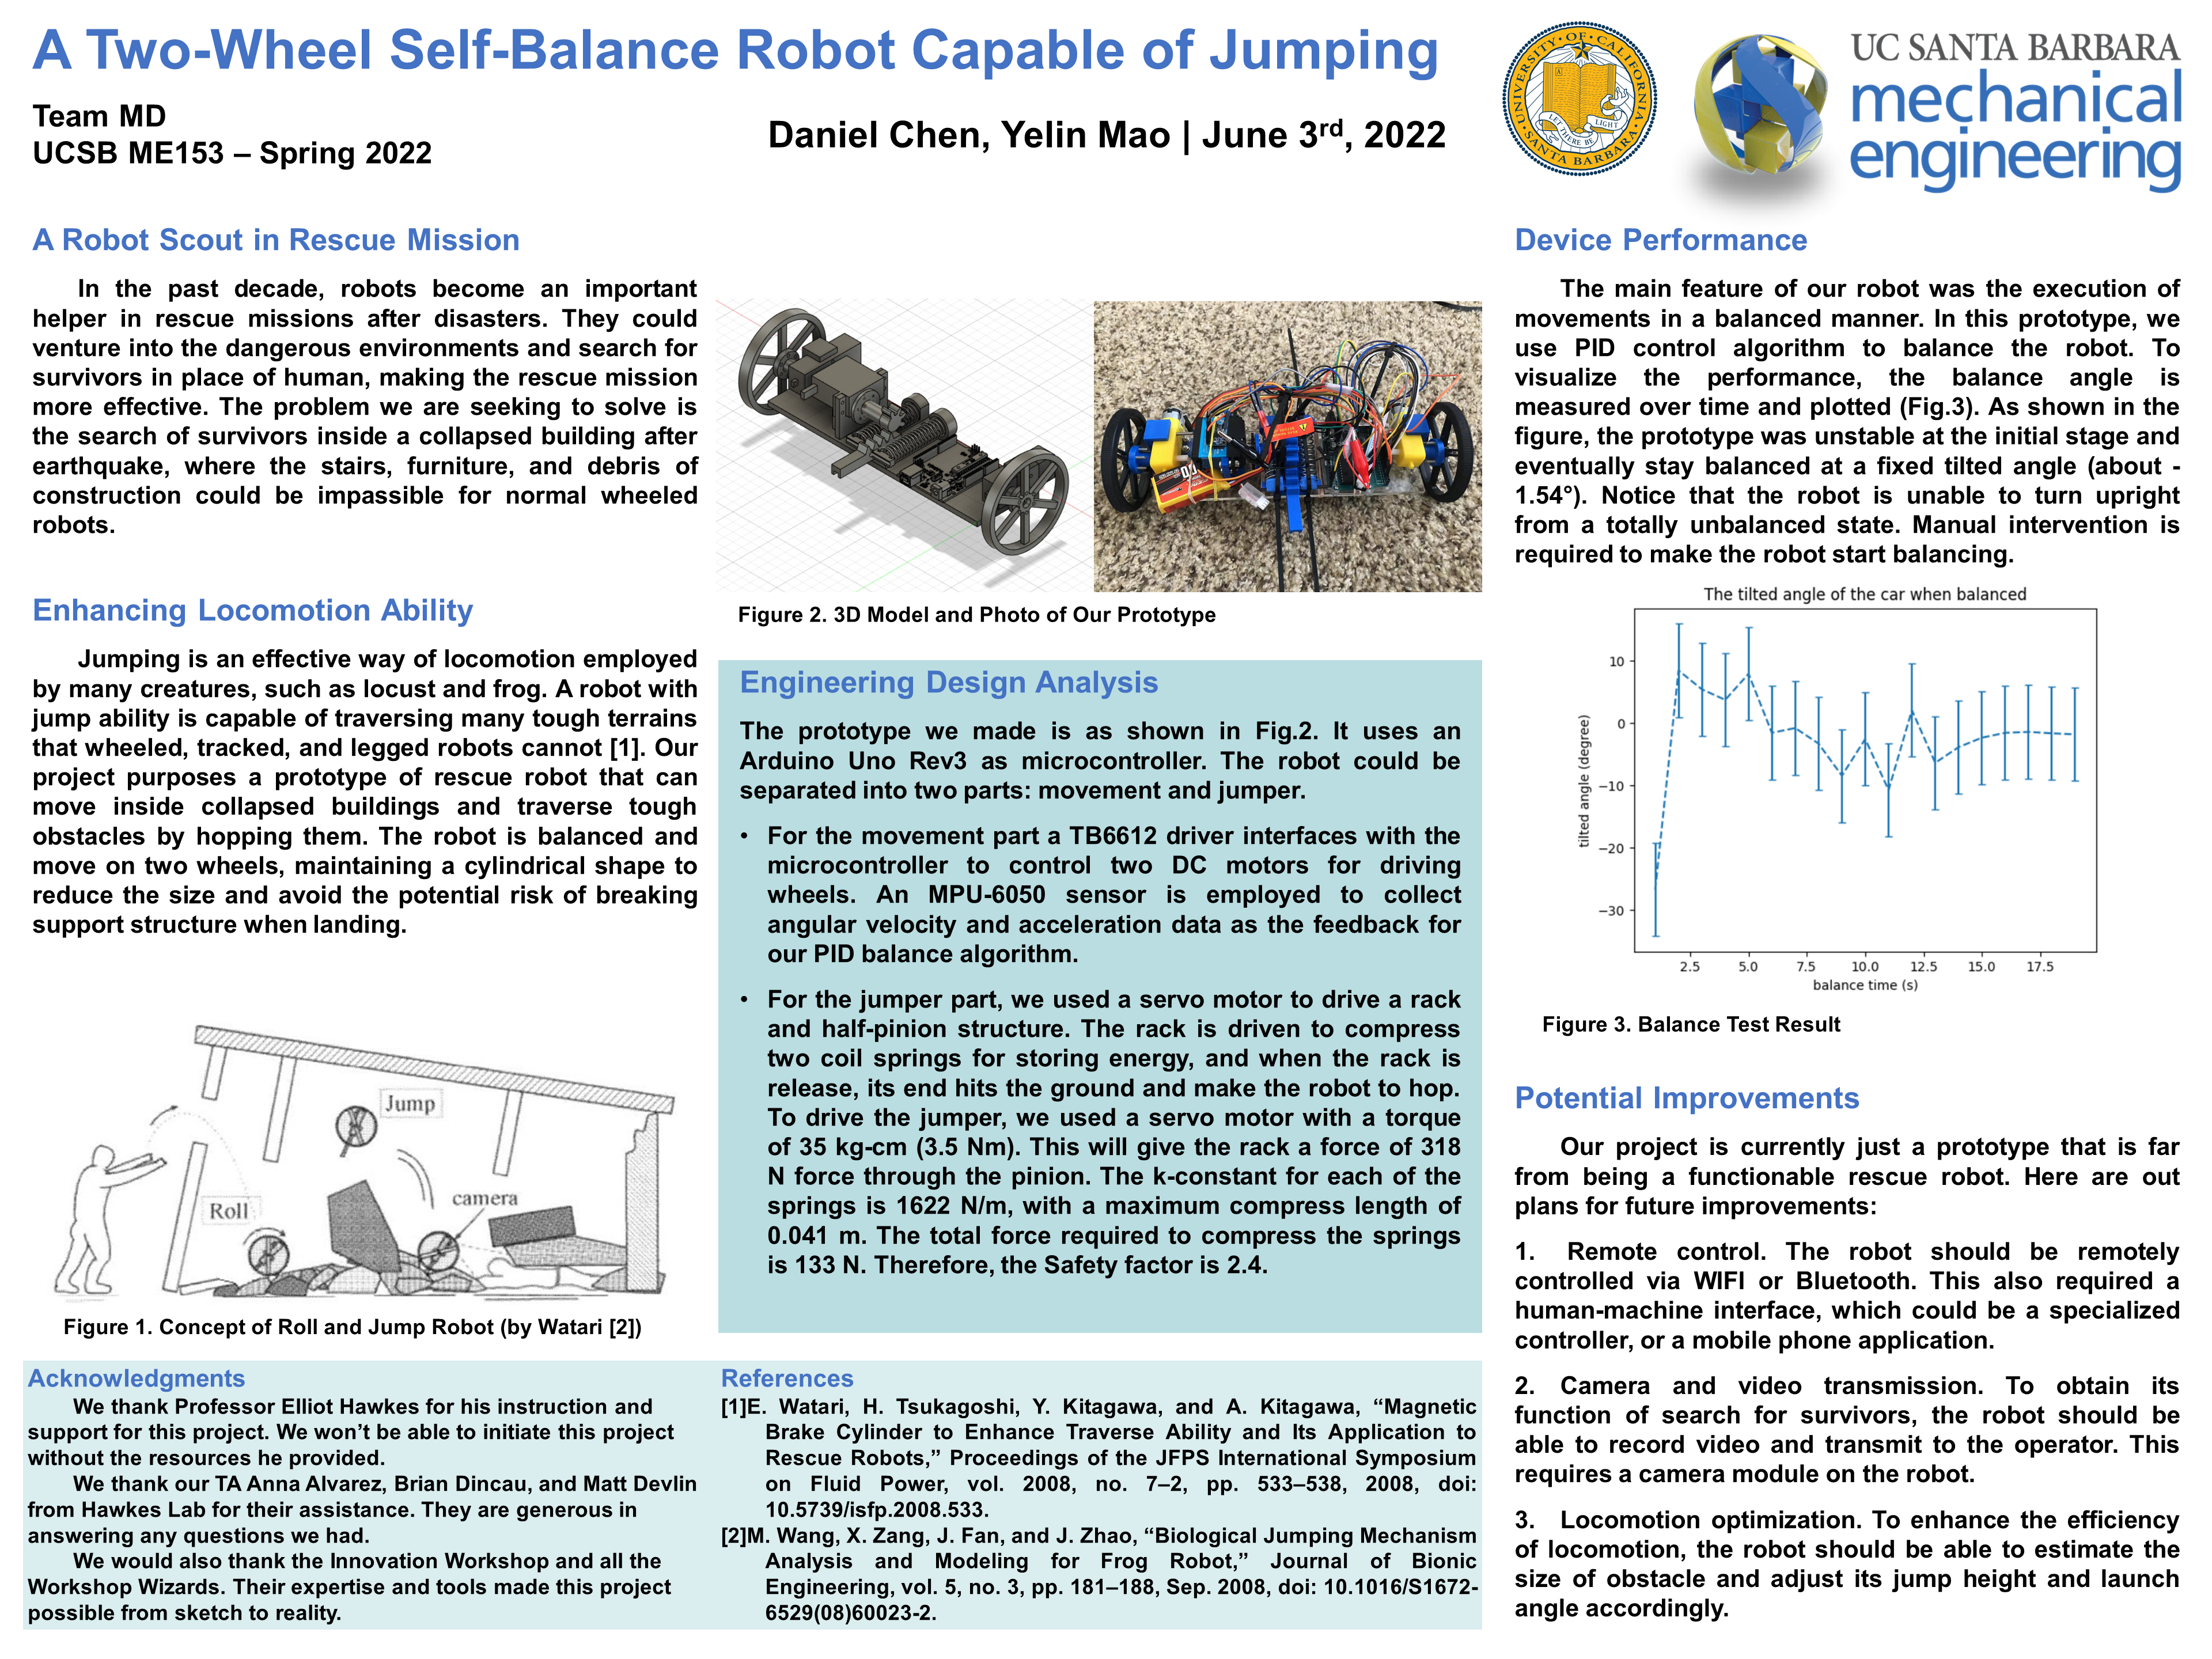 A Two-Wheel Self-Balance Robot Capable of Jumping
Team MD
UCSB ME153 – Spring 2022
Daniel Chen, Yelin Mao | June 3rd, 2022
UNIVERSITY OF CALIFORNIA
SANTA BARBARA
LET THERE BE LIGHT
UC SANTA BARBARA
mechanical
engineering
A Robot Scout in Rescue Mission
In the past decade, robots become an important
helper in rescue missions after disasters. They could
venture into the dangerous environments and search for
survivors in place of human, making the rescue mission
more effective. The problem we are seeking to solve is
the search of survivors inside a collapsed building after
earthquake, where the stairs, furniture, and debris of
construction could be impassible for normal wheeled
robots.
Enhancing Locomotion Ability
Jumping is an effective way of locomotion employed
by many creatures, such as locust and frog. A robot with
jump ability is capable of traversing many tough terrains
that wheeled, tracked, and legged robots cannot [1]. Our
project purposes a prototype of rescue robot that can
move inside collapsed buildings and traverse tough
obstacles by hopping them. The robot is balanced and
move on two wheels, maintaining a cylindrical shape to
reduce the size and avoid the potential risk of breaking
support structure when landing.
Jump
Roll
camera
Figure 1. Concept of Roll and Jump Robot (by Watari [2])
Figure 2. 3D Model and Photo of Our Prototype
Engineering Design Analysis
The prototype we made is as shown in Fig.2. It uses an
Arduino Uno Rev3 as microcontroller. The robot could be
separated into two parts: movement and jumper.
• For the movement part a TB6612 driver interfaces with the
microcontroller to control two DC motors for driving
wheels. An MPU-6050 sensor is employed to collect
angular velocity and acceleration data as the feedback for
our PID balance algorithm.
• For the jumper part, we used a servo motor to drive a rack
and half-pinion structure. The rack is driven to compress
two coil springs for storing energy, and when the rack is
release, its end hits the ground and make the robot to hop.
To drive the jumper, we used a servo motor with a torque
of 35 kg-cm (3.5 Nm). This will give the rack a force of 318
N force through the pinion. The k-constant for each of the
springs is 1622 N/m, with a maximum compress length of
0.041 m. The total force required to compress the springs
is 133 N. Therefore, the Safety factor is 2.4.
Device Performance
The main feature of our robot was the execution of
movements in a balanced manner. In this prototype, we
use PID control algorithm to balance the robot. To
visualize the performance, the balance angle is
measured over time and plotted (Fig.3). As shown in the
figure, the prototype was unstable at the initial stage and
eventually stay balanced at a fixed tilted angle (about -
1.54°). Notice that the robot is unable to turn upright
from a totally unbalanced state. Manual intervention is
required to make the robot start balancing.
The tilted angle of the car when balanced
tilted angle (degree)
10
0
−10
−20
−30
2.5 5.0 7.5 10.0 12.5 15.0 17.5
balance time (s)
Figure 3. Balance Test Result
Potential Improvements
Our project is currently just a prototype that is far
from being a functionable rescue robot. Here are out
plans for future improvements:
1. Remote control. The robot should be remotely
controlled via WIFI or Bluetooth. This also required a
human-machine interface, which could be a specialized
controller, or a mobile phone application.
2. Camera and video transmission. To obtain its
function of search for survivors, the robot should be
able to record video and transmit to the operator. This
requires a camera module on the robot.
3. Locomotion optimization. To enhance the efficiency
of locomotion, the robot should be able to estimate the
size of obstacle and adjust its jump height and launch
angle accordingly.
Acknowledgments
We thank Professor Elliot Hawkes for his instruction and
support for this project. We won’t be able to initiate this project
without the resources he provided.
We thank our TA Anna Alvarez, Brian Dincau, and Matt Devlin
from Hawkes Lab for their assistance. They are generous in
answering any questions we had.
We would also thank the Innovation Workshop and all the
Workshop Wizards. Their expertise and tools made this project
possible from sketch to reality.
References
[1]E. Watari, H. Tsukagoshi, Y. Kitagawa, and A. Kitagawa, “Magnetic
Brake Cylinder to Enhance Traverse Ability and Its Application to
Rescue Robots,” Proceedings of the JFPS International Symposium
on Fluid Power, vol. 2008, no. 7–2, pp. 533–538, 2008, doi:
10.5739/isfp.2008.533.
[2]M. Wang, X. Zang, J. Fan, and J. Zhao, “Biological Jumping Mechanism
Analysis and Modeling for Frog Robot,” Journal of Bionic
Engineering, vol. 5, no. 3, pp. 181–188, Sep. 2008, doi: 10.1016/S1672-
6529(08)60023-2.